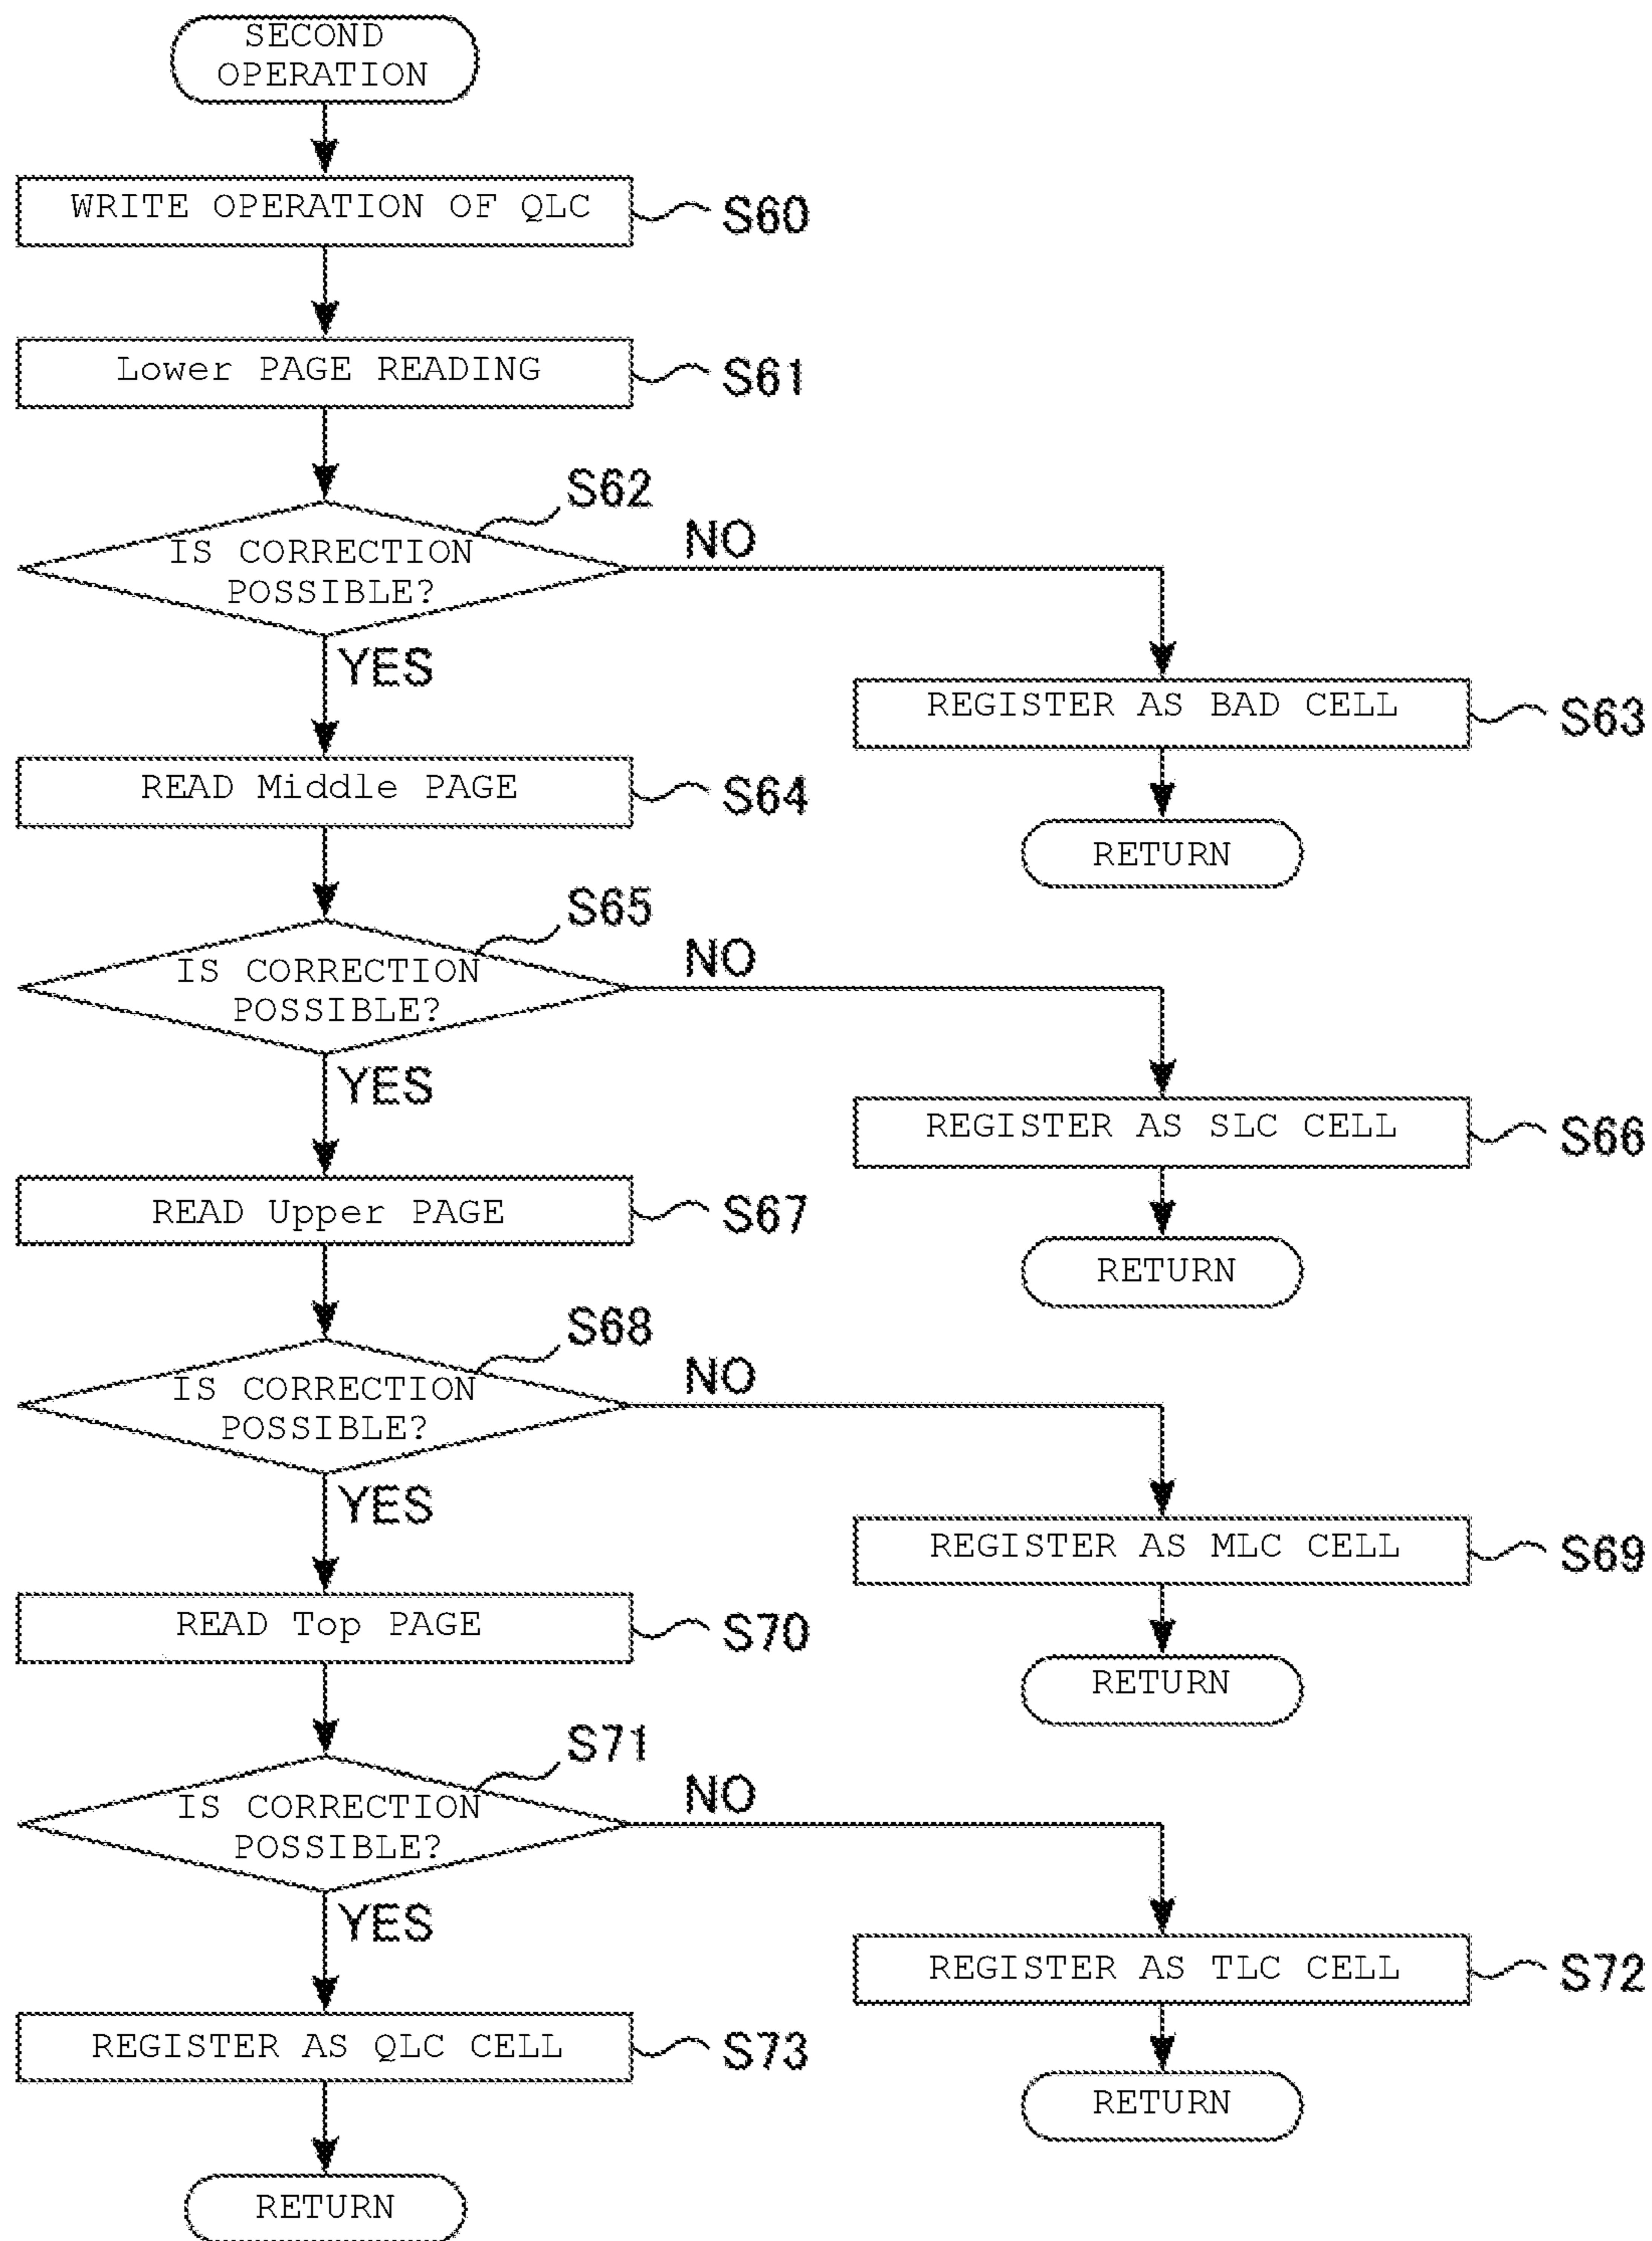 SECOND
OPERATION
WRITE OPERATION OF QLC
S60
Lower PAGE READING
S61
S62
IS CORRECTION
POSSIBLE?
NO
YES
REGISTER AS BAD CELL
S63
RETURN
READ Middle PAGE
S64
S65
IS CORRECTION
POSSIBLE?
NO
YES
REGISTER AS SLC CELL
S66
RETURN
READ Upper PAGE
S67
S68
IS CORRECTION
POSSIBLE?
NO
YES
REGISTER AS MLC CELL
S69
RETURN
READ Top PAGE
S70
S71
IS CORRECTION
POSSIBLE?
NO
YES
REGISTER AS TLC CELL
S72
RETURN
REGISTER AS QLC CELL
S73
RETURN